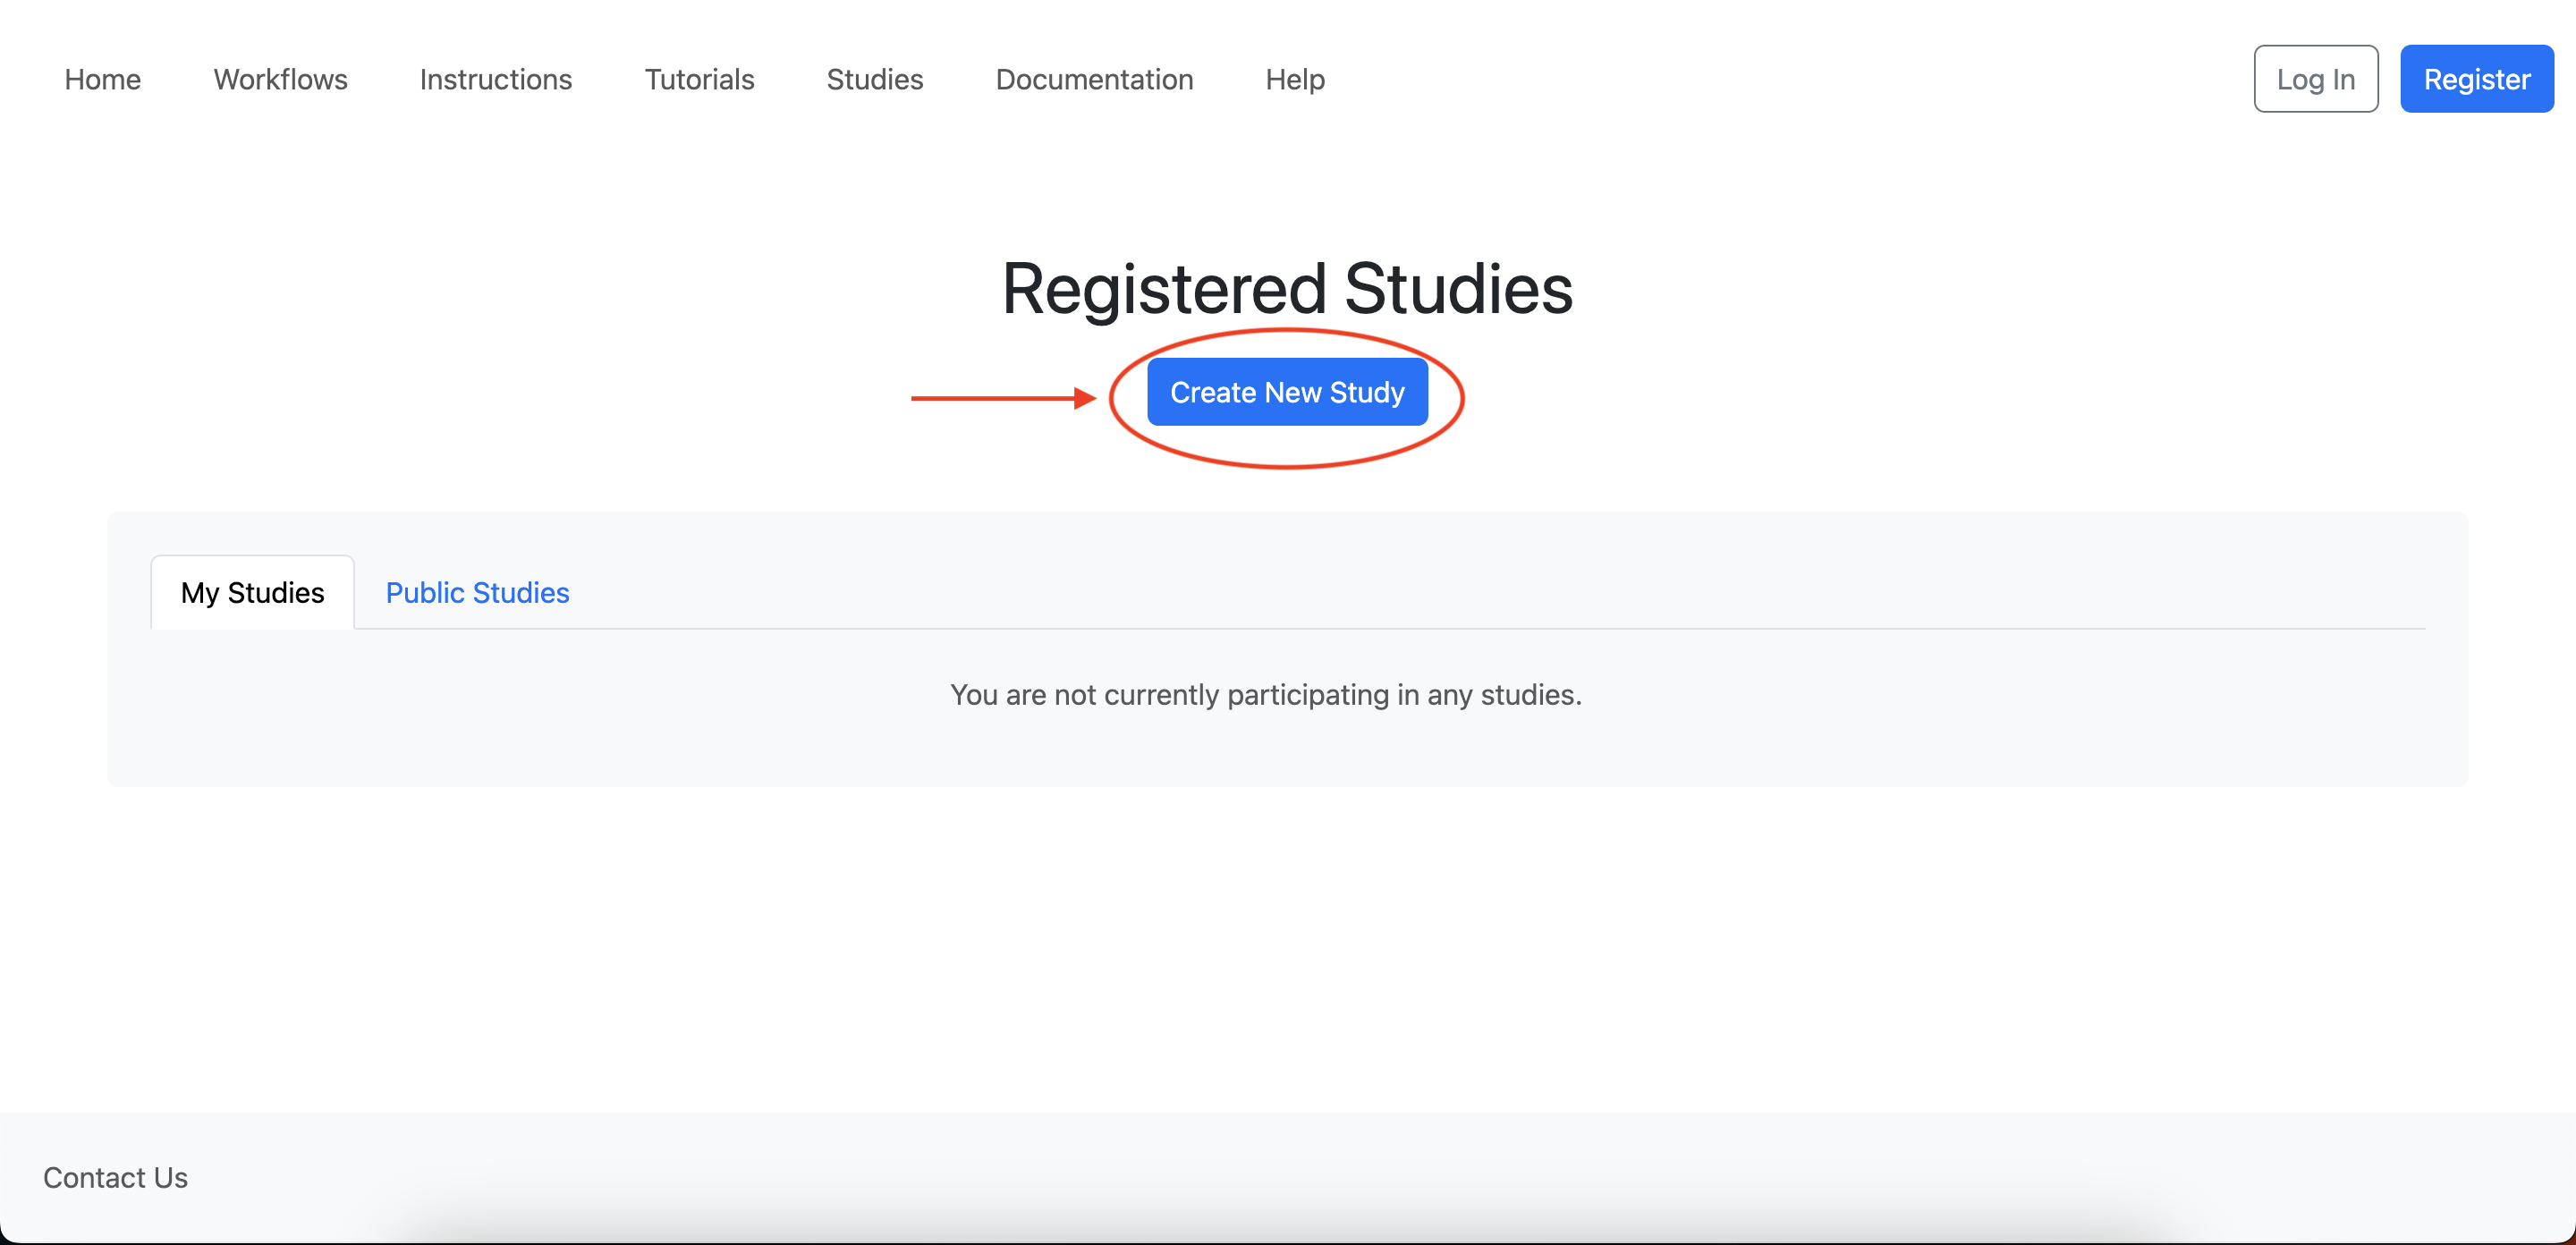 Home Workflows Instructions Tutorials Studies Documentation Help Log In Register
Registered Studies
Create New Study
My Studies Public Studies
You are not currently participating in any studies.
Contact Us